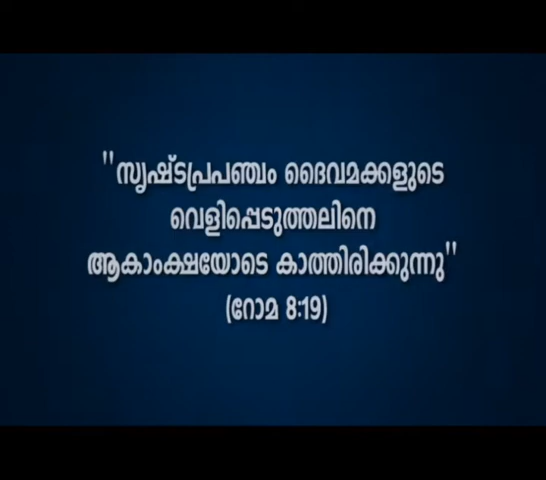 "സൃഷ്ടപ്രപഞ്ചം ദൈവമക്കളുടെ
വെളിപ്പെടുത്തലിനെ
ആകാംക്ഷയോടെ കാത്തിരിക്കുന്നു"
(റോമ 8:19)